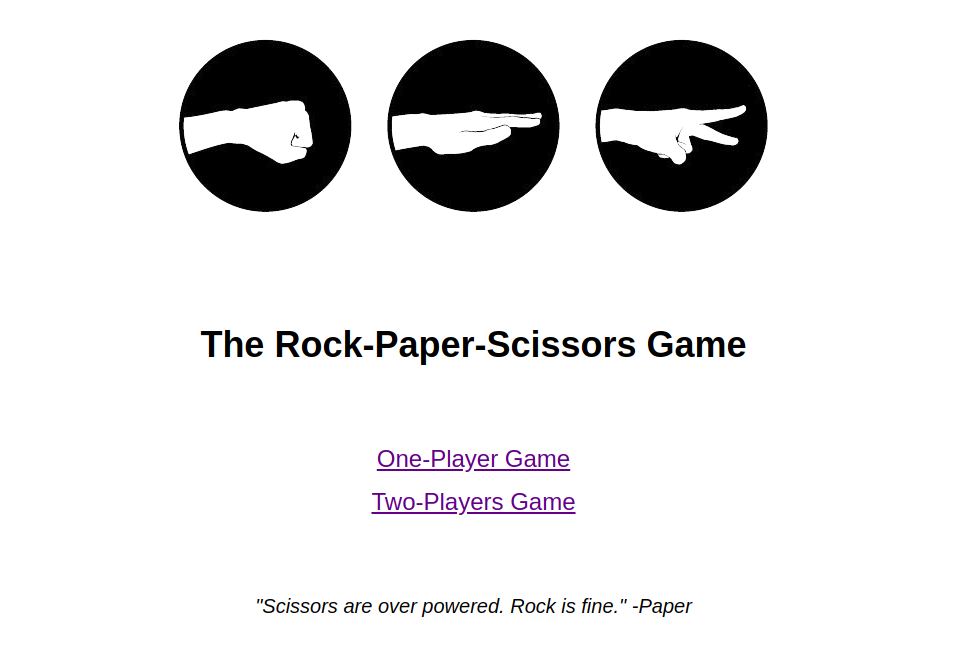 The Rock-Paper-Scissors Game
One-Player Game
Two-Players Game
"Scissors are over powered. Rock is fine." -Paper